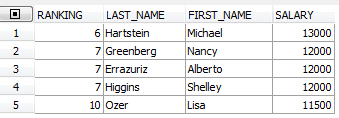 RANKING LAST_NAME FIRST_NAME SALARY
1 6 Hartstein Michael 13000
2 7 Greenberg Nancy 12000
3 7 Errazuriz Alberto 12000
4 7 Higgins Shelley 12000
5 10 Ozer Lisa 11500